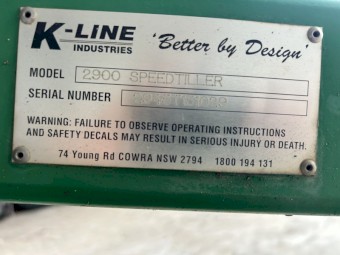 K-LINE 'Better by Design'
INDUSTRIES
MODEL 2900 SPEEDTILLER
SERIAL NUMBER
WARNING: FAILURE TO OBSERVE OPERATING INSTRUCTIONS
AND SAFETY DECALS MAY RESULT IN SERIOUS INJURY OR DEATH.
74 Young Rd COWRA NSW 2794 1800 194 131